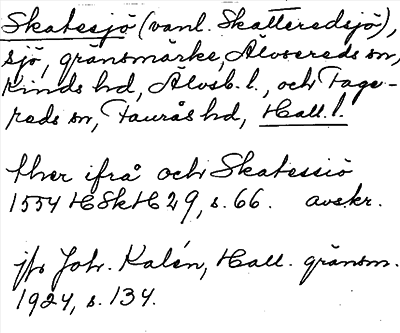 Skatesjö (vanl. Skatteredsjö),
sjö, gränsmärke, Älvsereds sn,
Kinds hd, Älvsb. l., och Fage-
reds sn, Faurås hd, Hall. l.
ther ifrå och Skatessiö
1554 HSkH 29, s. 66. avskr.
jfr Joh. Kalén, Hall. gränsm.
1924, s. 134.